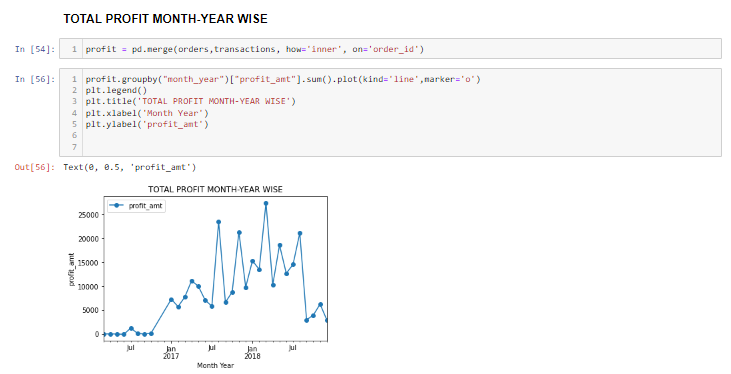 TOTAL PROFIT MONTH-YEAR WISE
In [54]: 1 profit = pd.merge(orders,transactions, how='inner', on='order_id')
In [56]: 1 profit.groupby("month_year")["profit_amt"].sum().plot(kind='line',marker='o')
2 plt.legend()
3 plt.title('TOTAL PROFIT MONTH-YEAR WISE')
4 plt.xlabel('Month Year')
5 plt.ylabel('profit_amt')
6
7
Out[56]: Text(0, 0.5, 'profit_amt')
TOTAL PROFIT MONTH-YEAR WISE
profit_amt
25000
20000
15000
10000
5000
0
profit_amt
Jul Jan Jul Jan Jul
2017 2018
Month Year